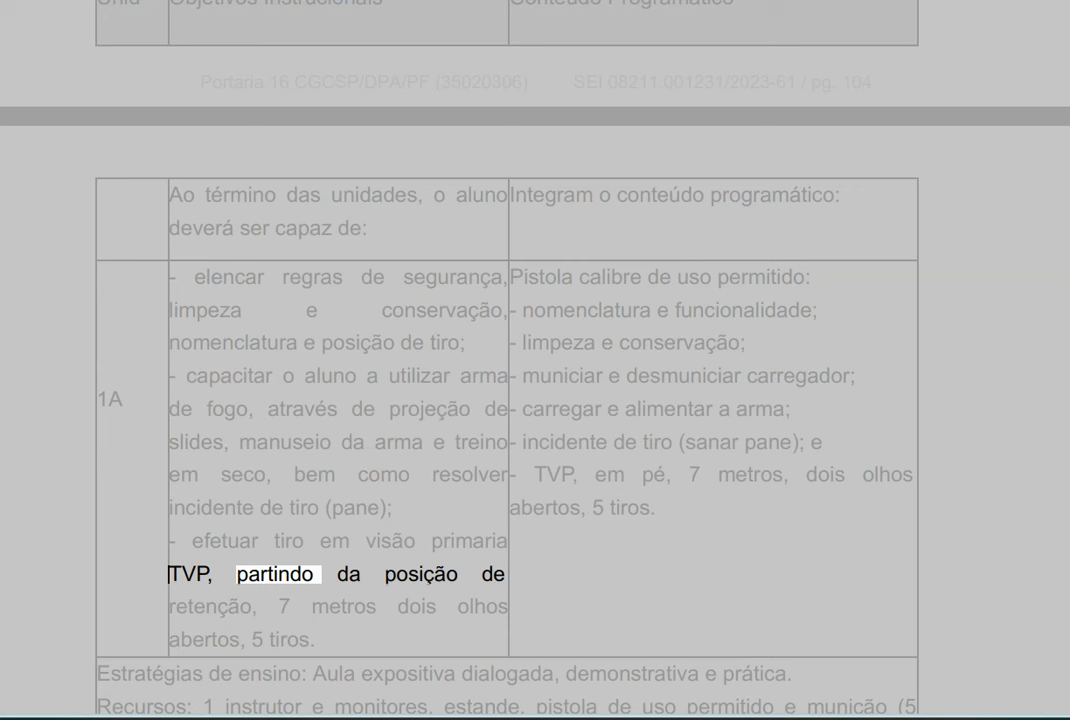 Unid Objetivos Instrucionais Conteúdo Programático
Portaria 16 CGCSP/DPA/PF (35020306) SEI 08211 001231/2023-61 / pg. 104
Ao término das unidades, o aluno
deverá ser capaz de:
Integram o conteúdo programático:
1A
- elencar regras de segurança,
limpeza e conservação,
nomenclatura e posição de tiro;
- capacitar o aluno a utilizar arma
de fogo, através de projeção de
slides, manuseio da arma e treino
em seco, bem como resolver
incidente de tiro (pane);
- efetuar tiro em visão primaria
TVP, partindo da posição de
retenção, 7 metros dois olhos
abertos, 5 tiros.
Pistola calibre de uso permitido:
- nomenclatura e funcionalidade;
- limpeza e conservação;
- municiar e desmuniciar carregador;
- carregar e alimentar a arma;
- incidente de tiro (sanar pane); e
- TVP, em pé, 7 metros, dois olhos
abertos, 5 tiros.
Estratégias de ensino: Aula expositiva dialogada, demonstrativa e prática.
Recursos: 1 instrutor e monitores, estande, pistola de uso permitido e munição (5